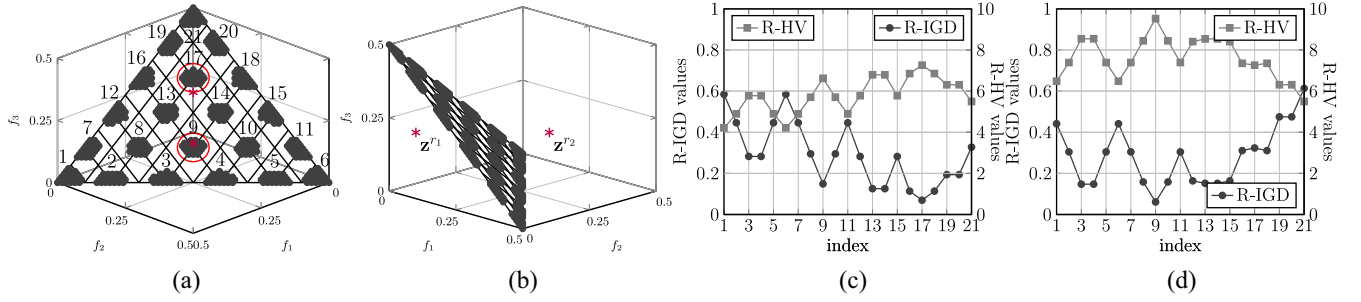 0.5
0.25
0
f₃
19 20
21
16 17 18
12 13 14 15
7 8 9 10 11
1 2 3 4 5 6
0 0
0.25 0.25
0.5 0.5
f₂ f₁
(a)
0.5
0.25
0
f₃
z^{r₁} z^{r₂}
0 0.5
0.25 0.25
0.5 0
f₁ f₂
(b)
R-HV R-IGD
1 10
0.8 8
0.6 6
0.4 4
0.2 2
0 0
R-IGD values
R-HV values
1 3 5 7 9 11 13 15 17 19 21
index
(c)
R-HV
R-IGD
1 10
0.8 8
0.6 6
0.4 4
0.2 2
0 0
R-IGD values
R-HV values
1 3 5 7 9 11 13 15 17 19 21
index
(d)